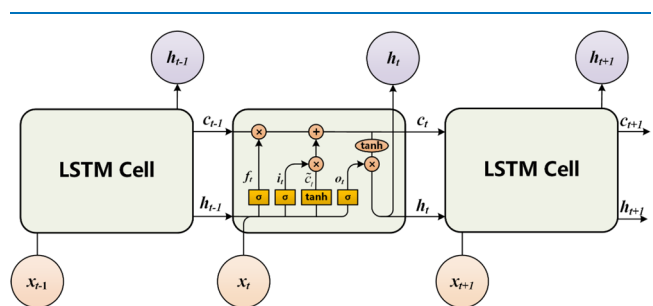 h_{t-1} h_t h_{t+1}
c_{t-1} c_t c_{t+1}
× + tanh
LSTM Cell × × LSTM Cell
f_t i_t c̃_t o_t
σ σ tanh σ
h_{t-1} h_t h_{t+1}
x_{t-1} x_t x_{t+1}